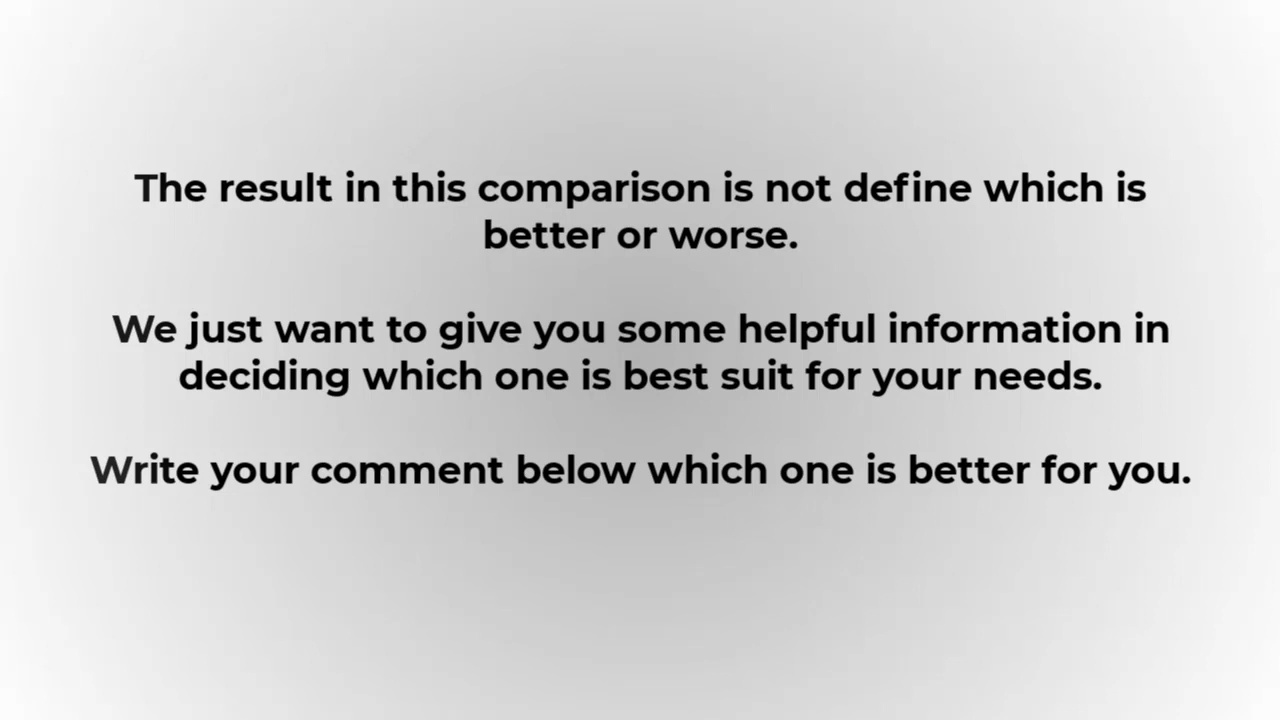 The result in this comparison is not define which is
better or worse.
We just want to give you some helpful information in
deciding which one is best suit for your needs.
Write your comment below which one is better for you.